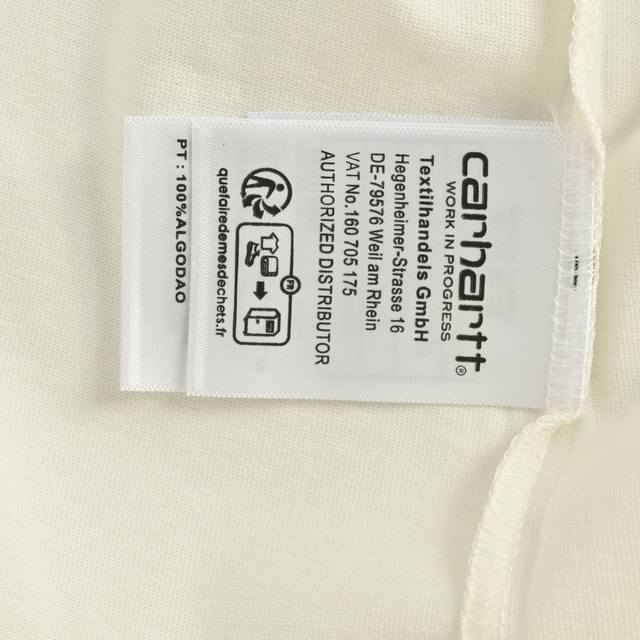 carhartt®
WORK IN PROGRESS
Textilhandels GmbH
Hegenheimer-Strasse 16
DE-79576 Weil am Rhein
VAT No.160 705 175
AUTHORIZED DISTRIBUTOR
FR
quefairedemesdechets.fr
PT: 100%ALGODAO